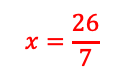 x = 26/7